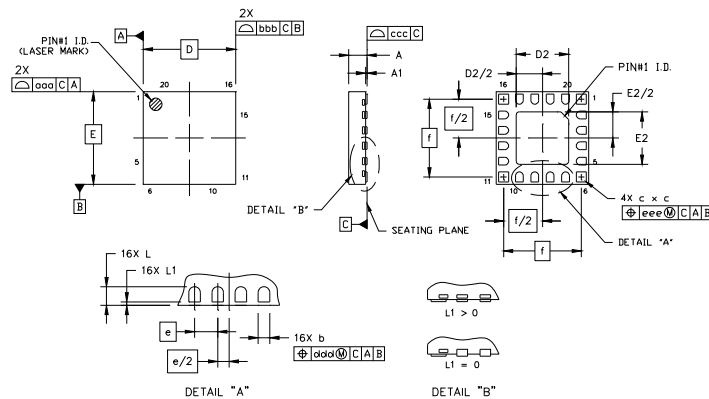 2X
⌓ bbb C B
A
D
PIN#1 I.D.
(LASER MARK)
2X
⌓ aaa C A
20
16
1
15
E
5
11
6
10
B
⌓ ccc C
A
A1
DETAIL "B"
C
SEATING PLANE
D2
D2/2
PIN#1 I.D.
16
20
1
E2/2
15
f/2
f
E2
5
11
10
6
4X c x c
⌖ eee Ⓜ C A B
f/2
DETAIL "A"
f
16X L
16X L1
e
16X b
⌖ ddd Ⓜ C A B
e/2
DETAIL "A"
L1 > 0
L1 = 0
DETAIL "B"